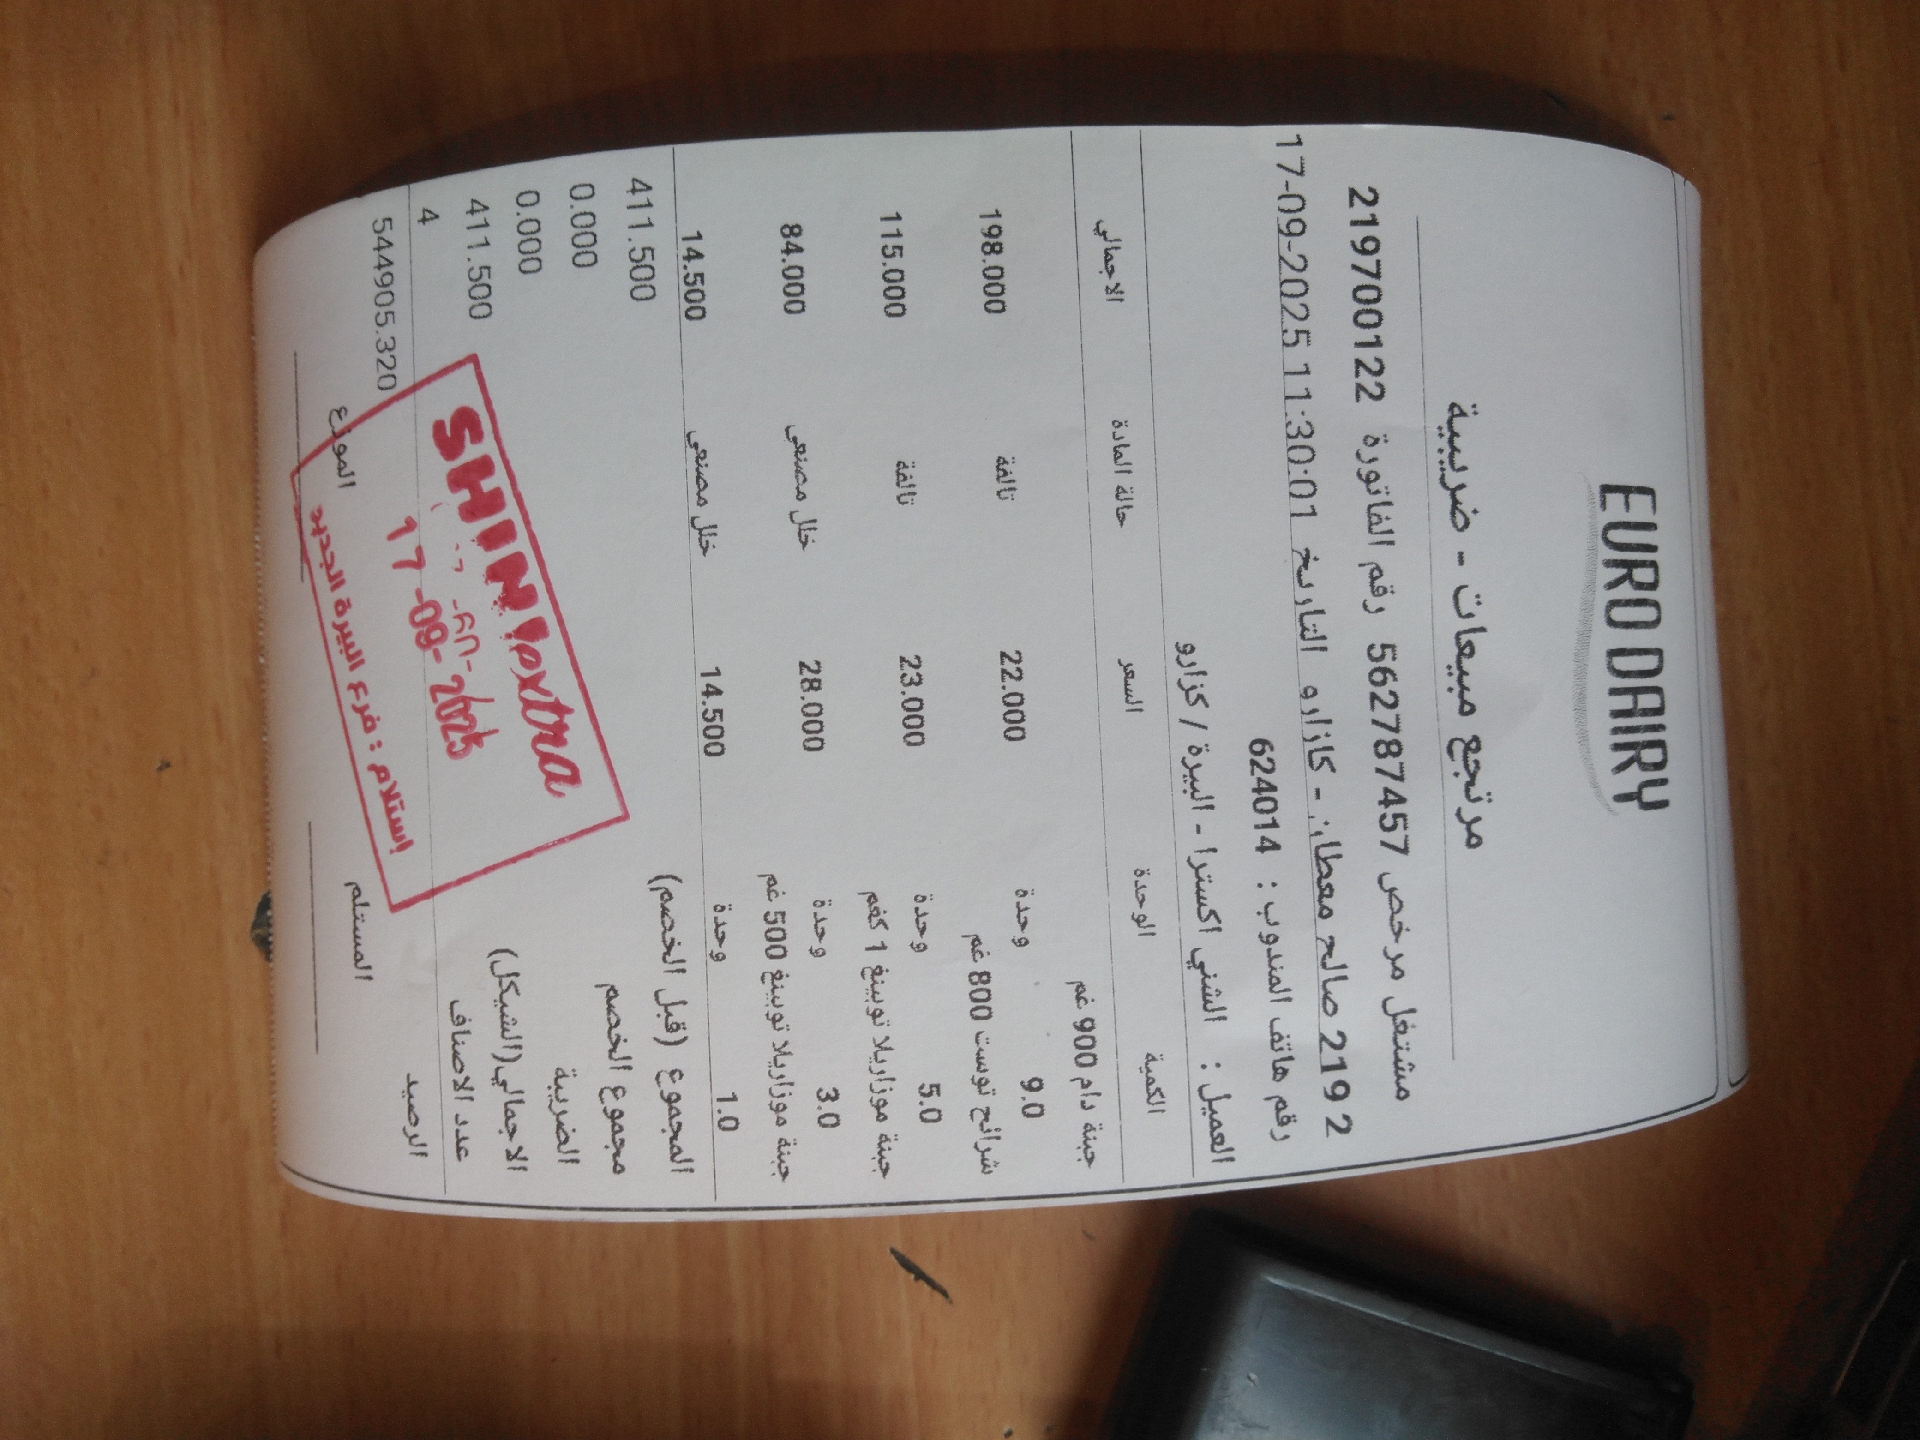 EURO DAIRY
مرتجع مبيعات - ضريبية
مشتغل مرخص 562787457 رقم الفاتورة 219700122
2192 صالح معطان - كازارو التاريخ 17-09-2025 11:30:01
رقم هاتف المندوب : 624014
العميل : الشني اكسترا - البيرة / كزارو
الكمية الوحدة السعر حالة المادة الاجمالي
جبنة دام 900 غم
9.0 وحدة 22.000 تالفة 198.000
شرائح توست 800 غم
5.0 وحدة 23.000 تالفة 115.000
جبنة موزاريلا توبينغ 1 كغم
3.0 وحدة 28.000 خلل مصنعي 84.000
جبنة موزاريلا توبينغ 500 غم
1.0 وحدة 14.500 خلل مصنعي 14.500
المجموع (قبل الخصم) 411.500
مجموع الخصم 0.000
الضريبة 0.000
الاجمالي(الشيكل) 411.500
عدد الاصناف 4
الرصيد 544905.320
المستلم الموزع
SHINI extra
17-09-2025
إستلام : فرع البيرة الجديد